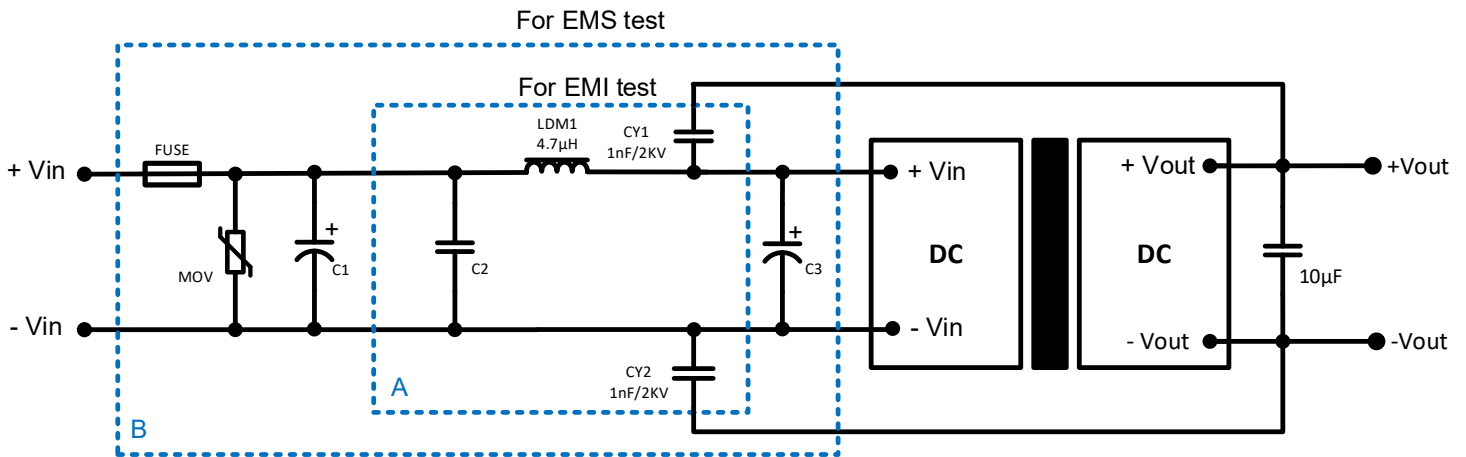 For EMS test
For EMI test
FUSE
LDM1
4.7µH
CY1
1nF/2KV
+ Vin
+ Vin
+ Vout
+Vout
MOV
+
C1
C2
+
C3
DC
DC
10µF
- Vin
- Vin
- Vout
-Vout
CY2
1nF/2KV
A
B